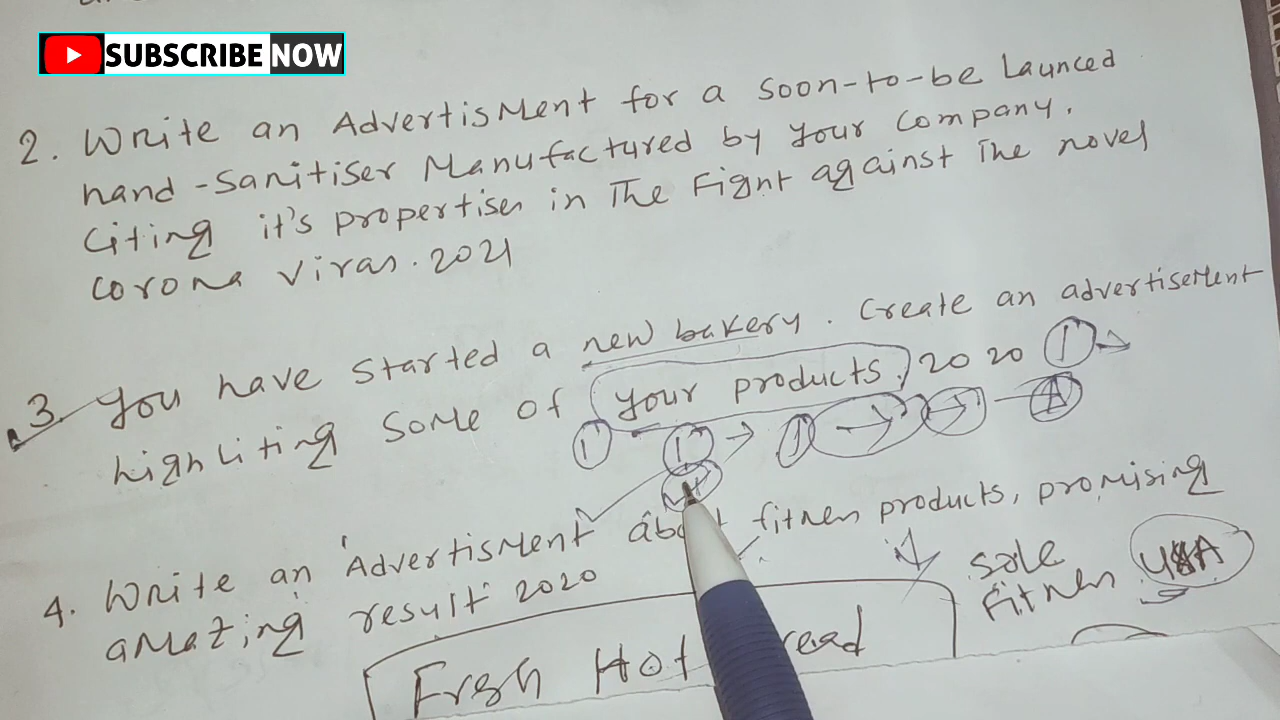 SUBSCRIBE NOW
2. Write an AdvertisMent for a soon-to-be Launced
hand-Sanitiser Manufactured by your company.
Citing it's propertises in The Fight against The novel
corona viras. 2021
3. You have started a new bakery. Create an advertiseMent
highliting some of your products. 2020
4. Write an AdvertisMent about fitness products, promising
aMazing result 2020
sole
Fitness USA
Fresh Hot